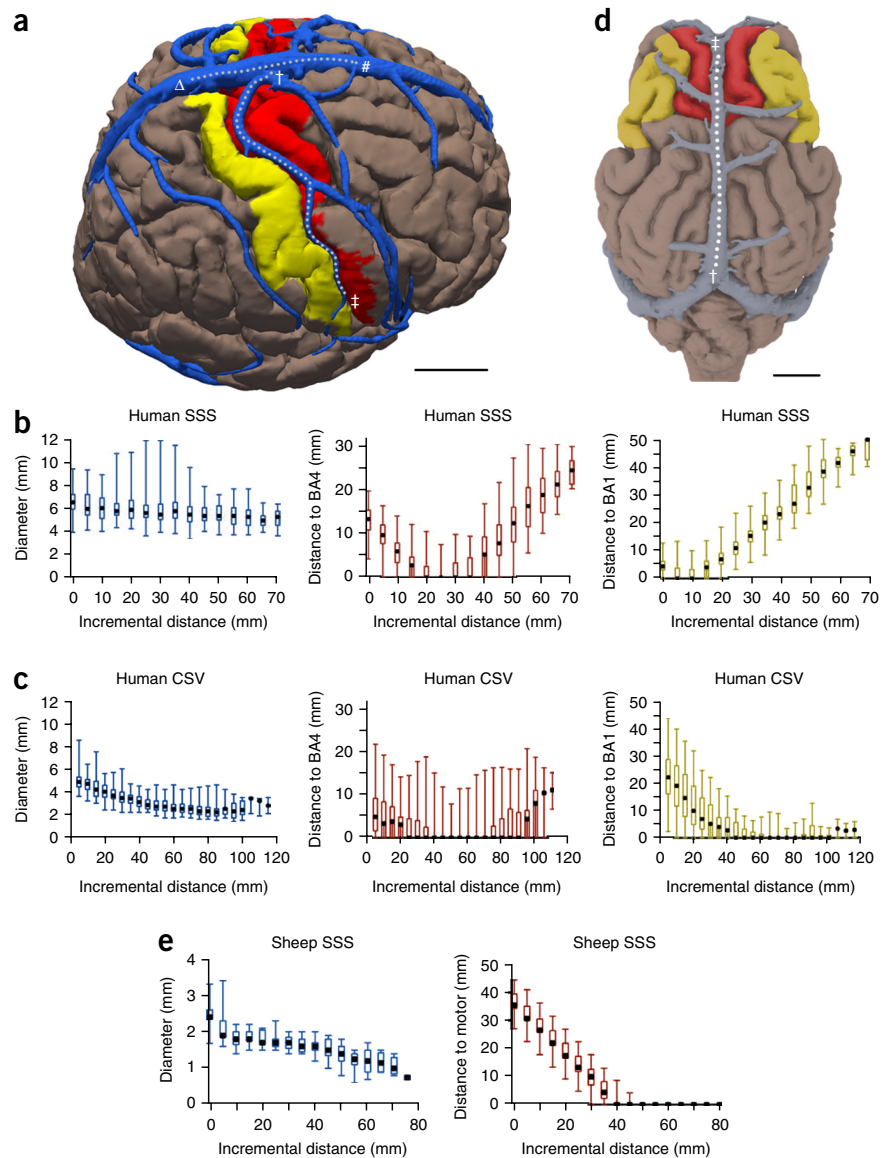 a
Δ
†
#
‡
d
‡
†
b
Human SSS
Diameter (mm)
12
10
8
6
4
2
0
0 10 20 30 40 50 60 70
Incremental distance (mm)
Human SSS
Distance to BA4 (mm)
30
20
10
0
0 10 20 30 40 50 60 70
Incremental distance (mm)
Human SSS
Distance to BA1 (mm)
50
40
30
20
10
0
0 10 20 30 40 50 60 70
Incremental distance (mm)
c
Human CSV
Diameter (mm)
12
10
8
6
4
2
0
0 20 40 60 80 100 120
Incremental distance (mm)
Human CSV
Distance to BA4 (mm)
30
20
10
0
0 20 40 60 80 100 120
Incremental distance (mm)
Human CSV
Distance to BA1 (mm)
50
40
30
20
10
0
0 20 40 60 80 100 120
Incremental distance (mm)
e
Sheep SSS
Diameter (mm)
4
3
2
1
0
0 20 40 60 80
Incremental distance (mm)
Sheep SSS
Distance to motor (mm)
50
40
30
20
10
0
0 20 40 60 80
Incremental distance (mm)